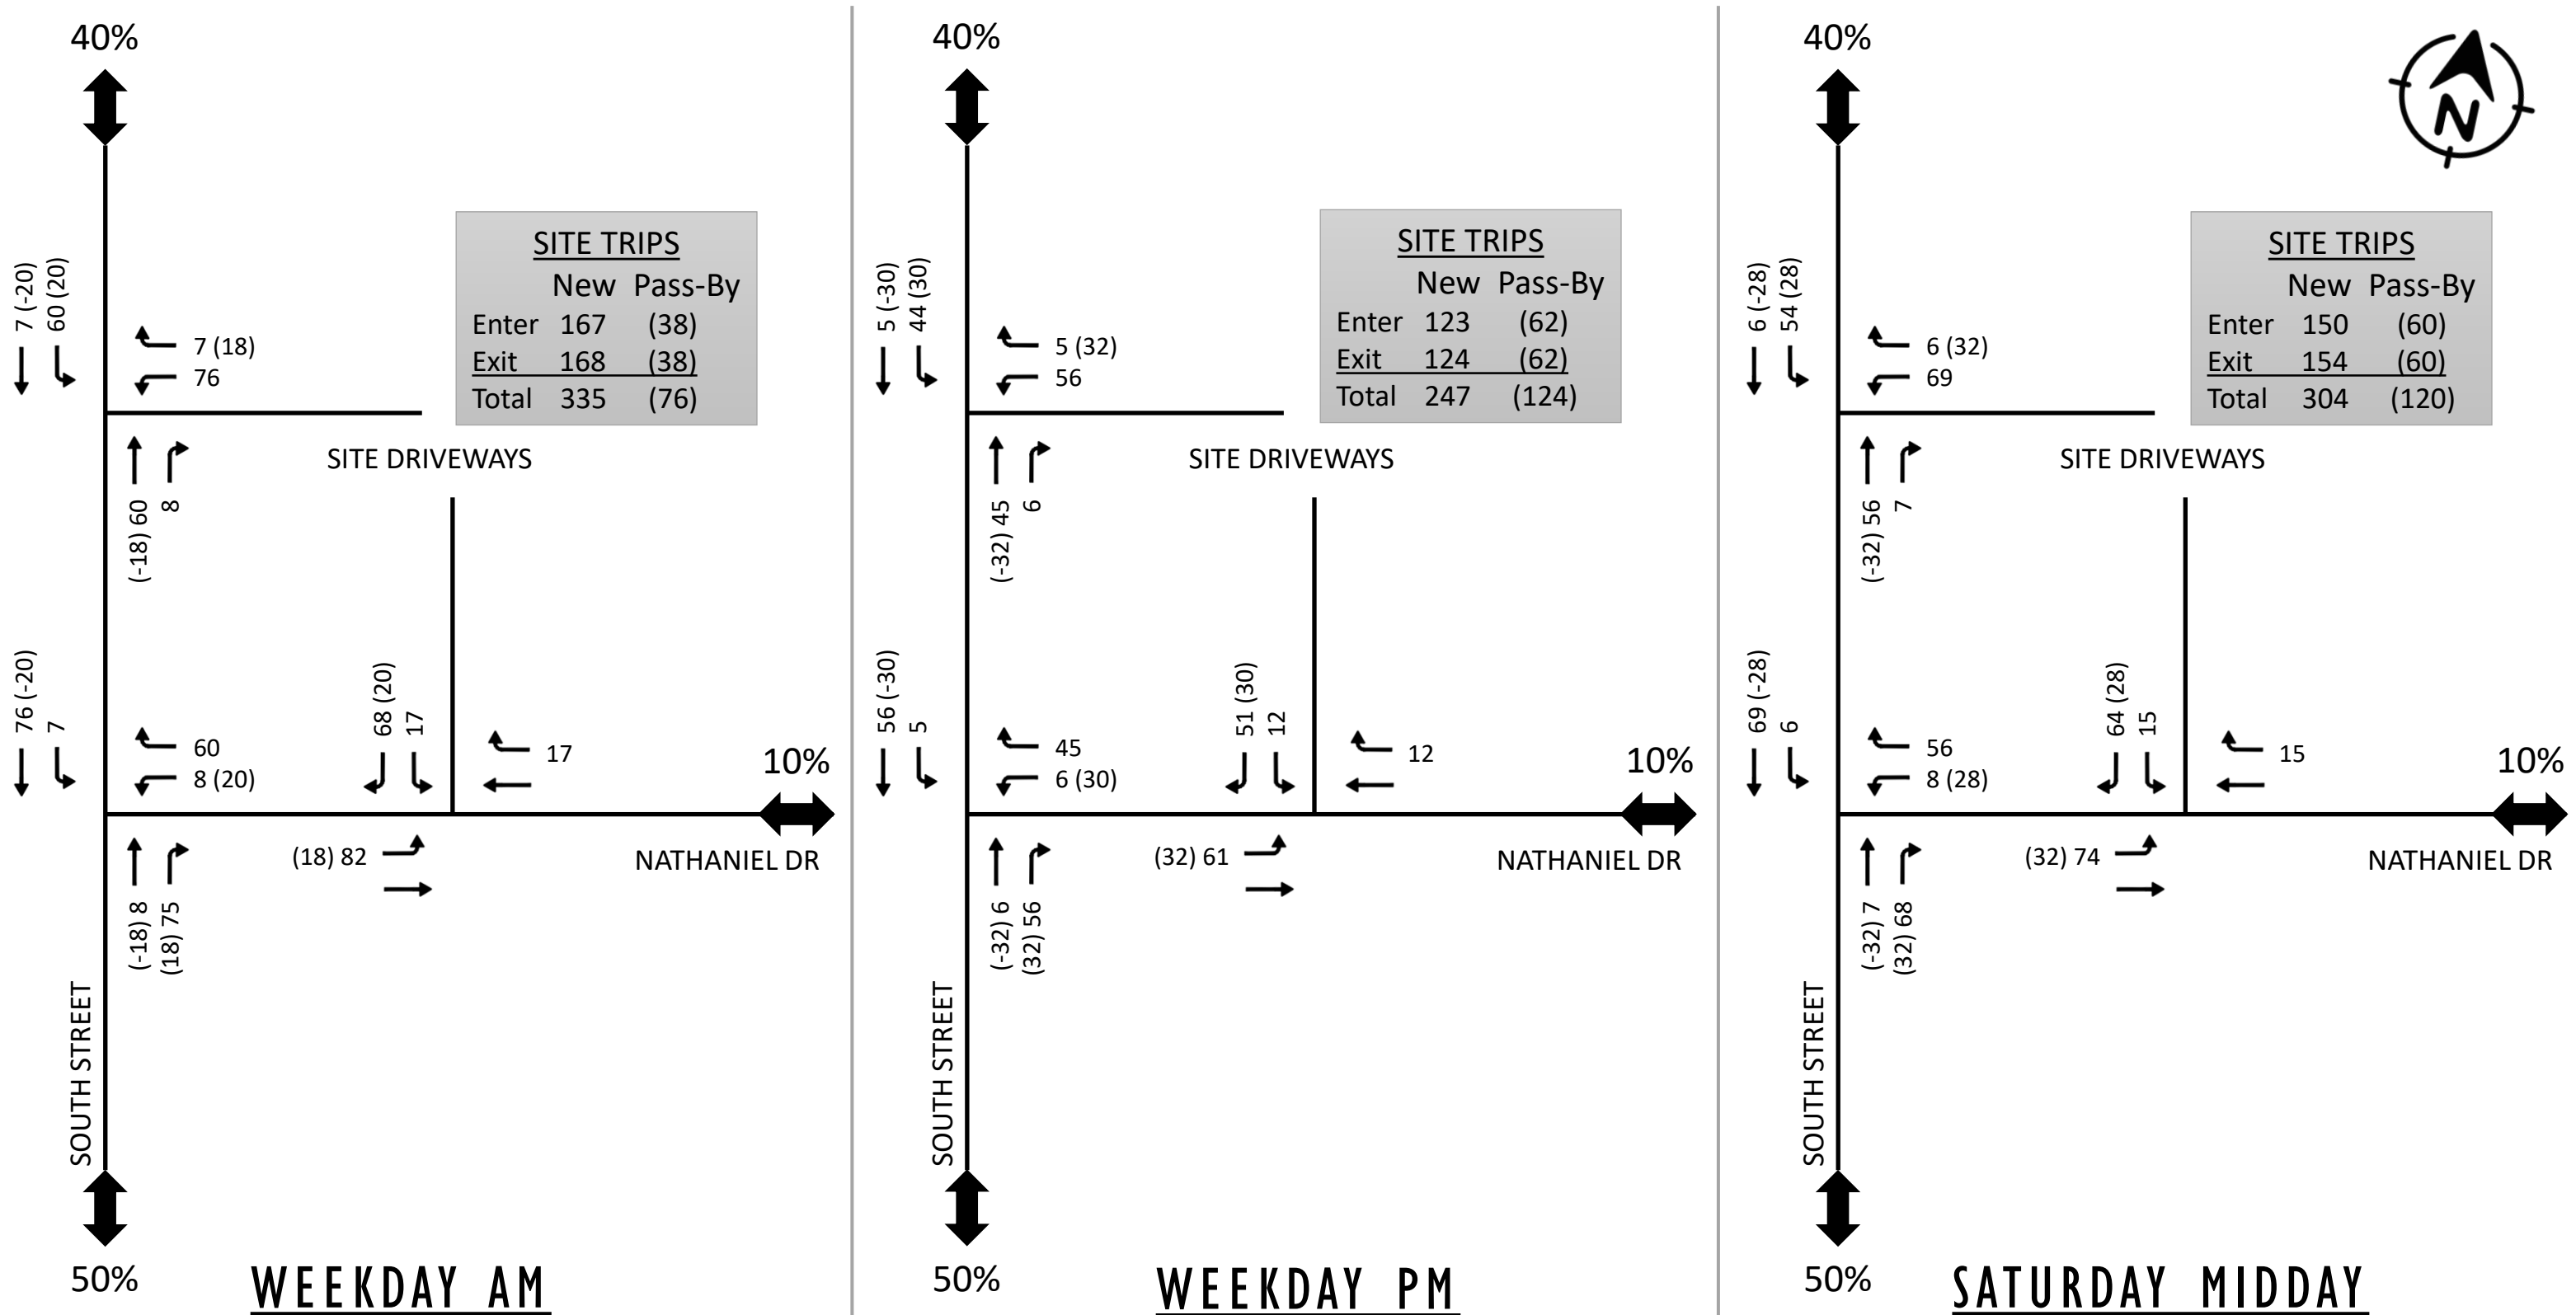 40%
7 (-20)
60 (20)
7 (18)
76
SITE TRIPS
New Pass-By
Enter 167 (38)
Exit 168 (38)
Total 335 (76)
SITE DRIVEWAYS
(-18) 60
8
76 (-20)
7
60
8 (20)
68 (20)
17
17
10%
(18) 82
NATHANIEL DR
(-18) 8
(18) 75
SOUTH STREET
50%
WEEKDAY AM
40%
5 (-30)
44 (30)
5 (32)
56
SITE TRIPS
New Pass-By
Enter 123 (62)
Exit 124 (62)
Total 247 (124)
SITE DRIVEWAYS
(-32) 45
6
56 (-30)
5
45
6 (30)
51 (30)
12
12
10%
(32) 61
NATHANIEL DR
(-32) 6
(32) 56
SOUTH STREET
50%
WEEKDAY PM
40%
N
6 (-28)
54 (28)
6 (32)
69
SITE TRIPS
New Pass-By
Enter 150 (60)
Exit 154 (60)
Total 304 (120)
SITE DRIVEWAYS
(-32) 56
7
69 (-28)
6
56
8 (28)
64 (28)
15
15
10%
(32) 74
NATHANIEL DR
(-32) 7
(32) 68
SOUTH STREET
50%
SATURDAY MIDDAY